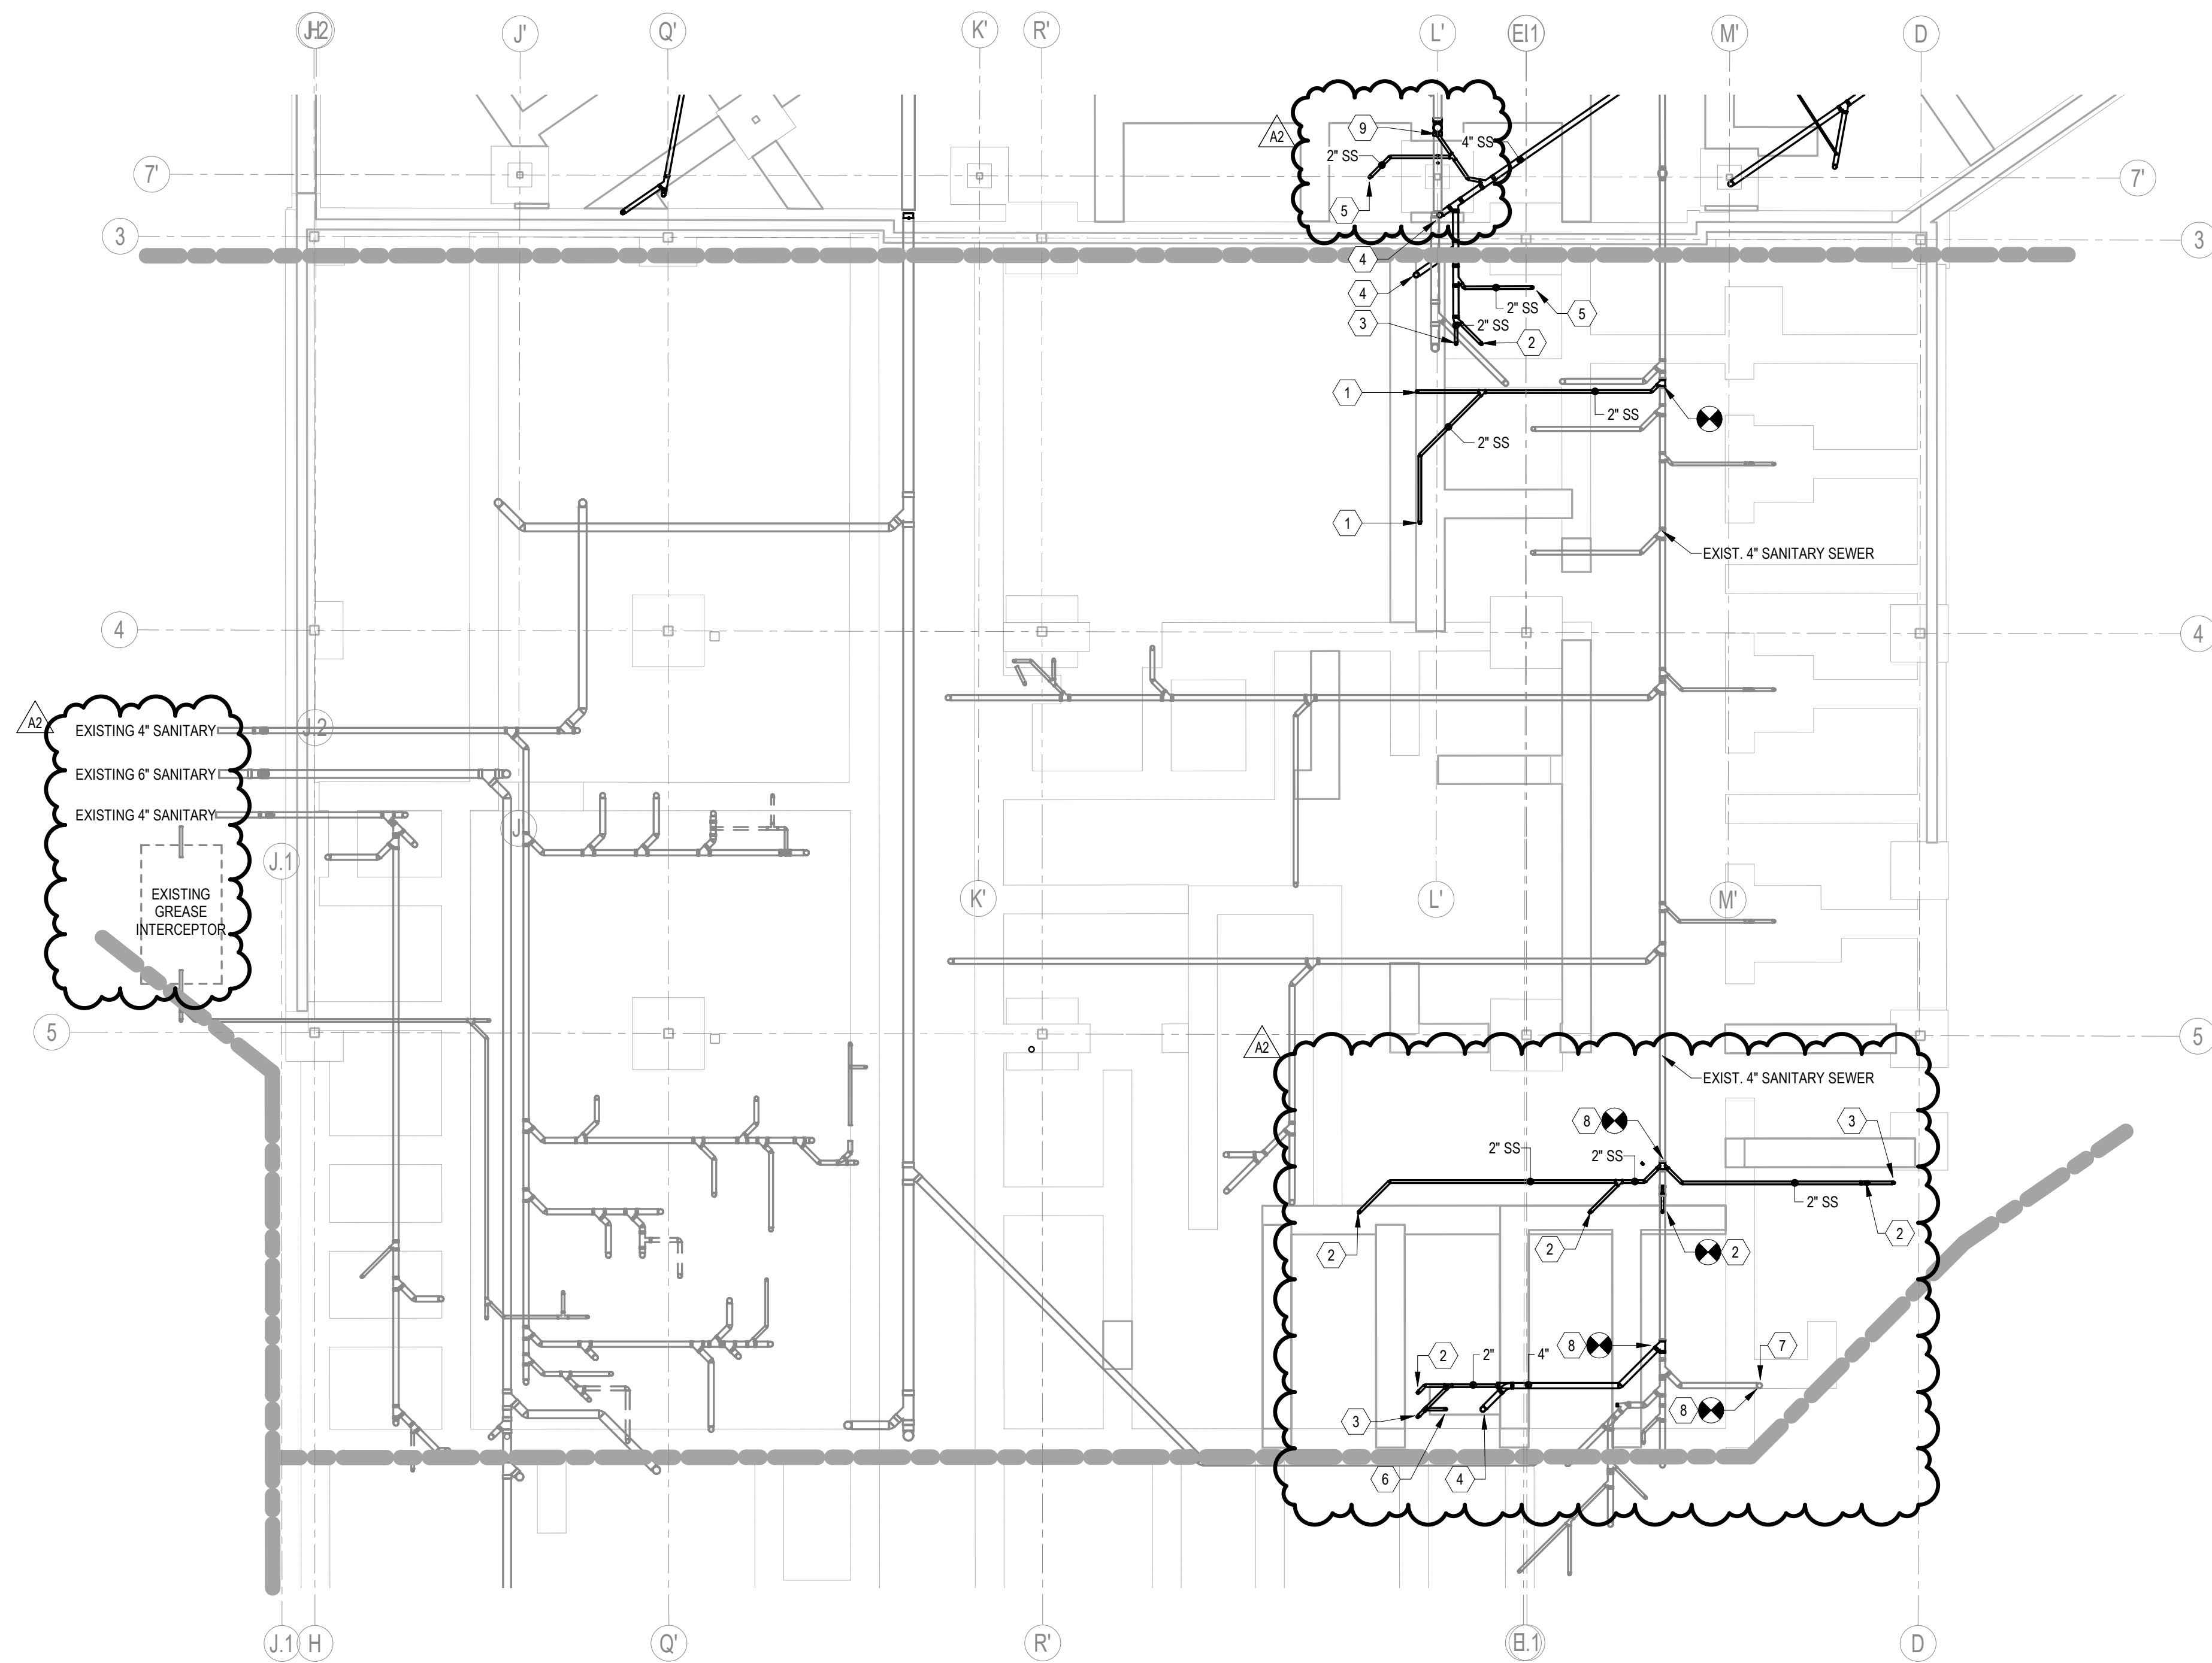 J'
Q'
K'
R'
L'
M'
D
9
A2
4" SS
2" SS
7'
7'
5
3
3
4
4
2" SS
5
3
2" SS
2
1
2" SS
2" SS
1
EXIST. 4" SANITARY SEWER
4
4
A2
EXISTING 4" SANITARY
J.2
EXISTING 6" SANITARY
EXISTING 4" SANITARY
J
J.1
EXISTING
GREASE
INTERCEPTOR
K'
L'
M'
5
5
A2
EXIST. 4" SANITARY SEWER
8
3
2" SS
2" SS
2" SS
2
2
2
2
8
7
2
2"
4"
8
3
6
4
J.1
H
Q'
R'
D